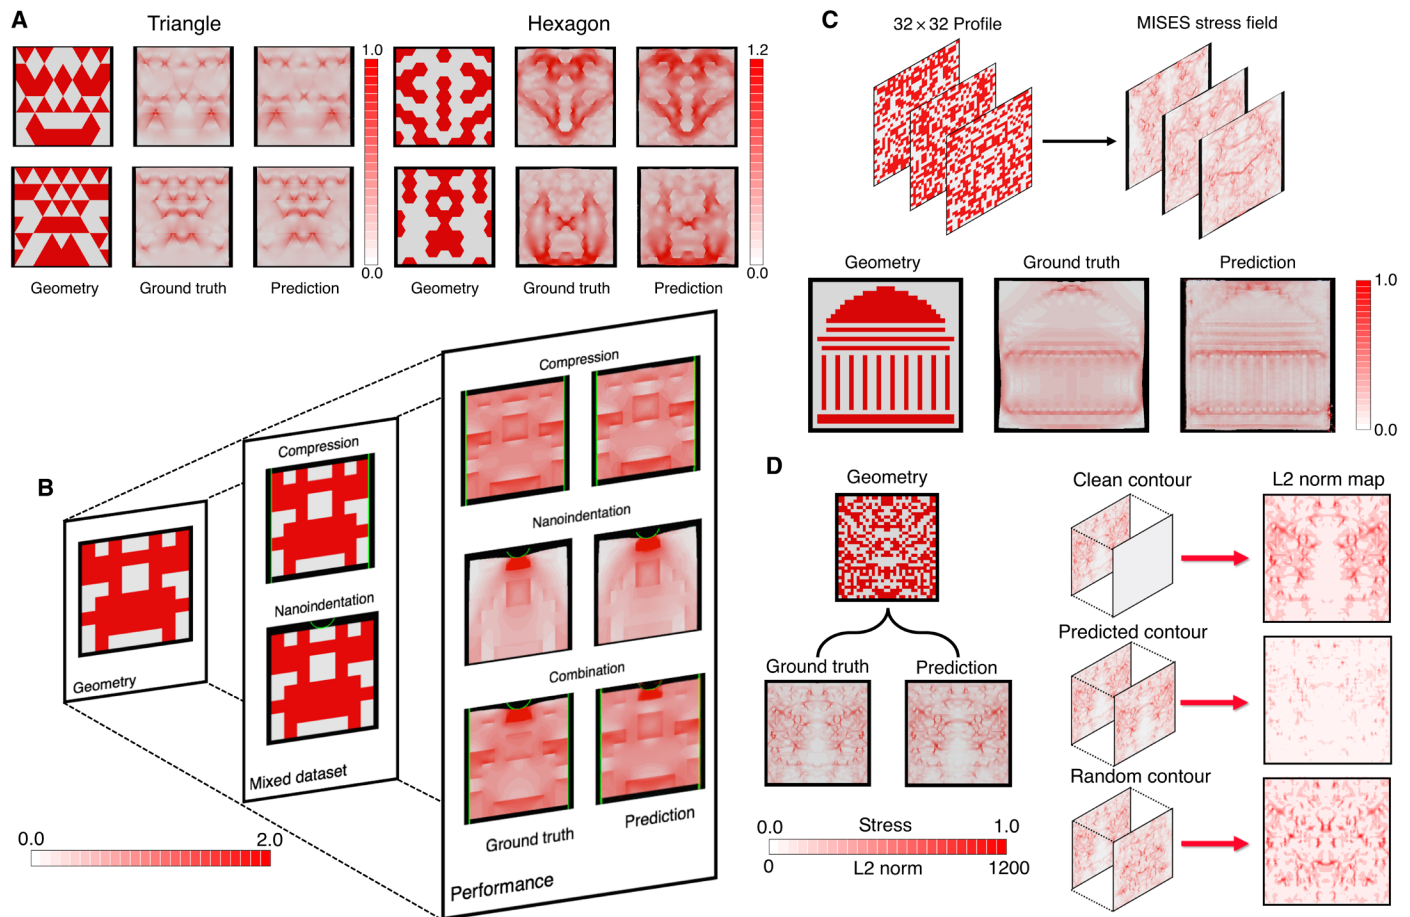 A
Triangle
Hexagon
1.0
0.0
1.2
0.0
Geometry
Ground truth
Prediction
Geometry
Ground truth
Prediction
B
Geometry
Compression
Nanoindentation
Mixed dataset
Compression
Nanoindentation
Combination
Ground truth
Prediction
Performance
0.0
2.0
C
32 × 32 Profile
MISES stress field
Geometry
Ground truth
Prediction
1.0
0.0
D
Geometry
Ground truth
Prediction
0.0
Stress
1.0
0
L2 norm
1200
Clean contour
L2 norm map
Predicted contour
Random contour